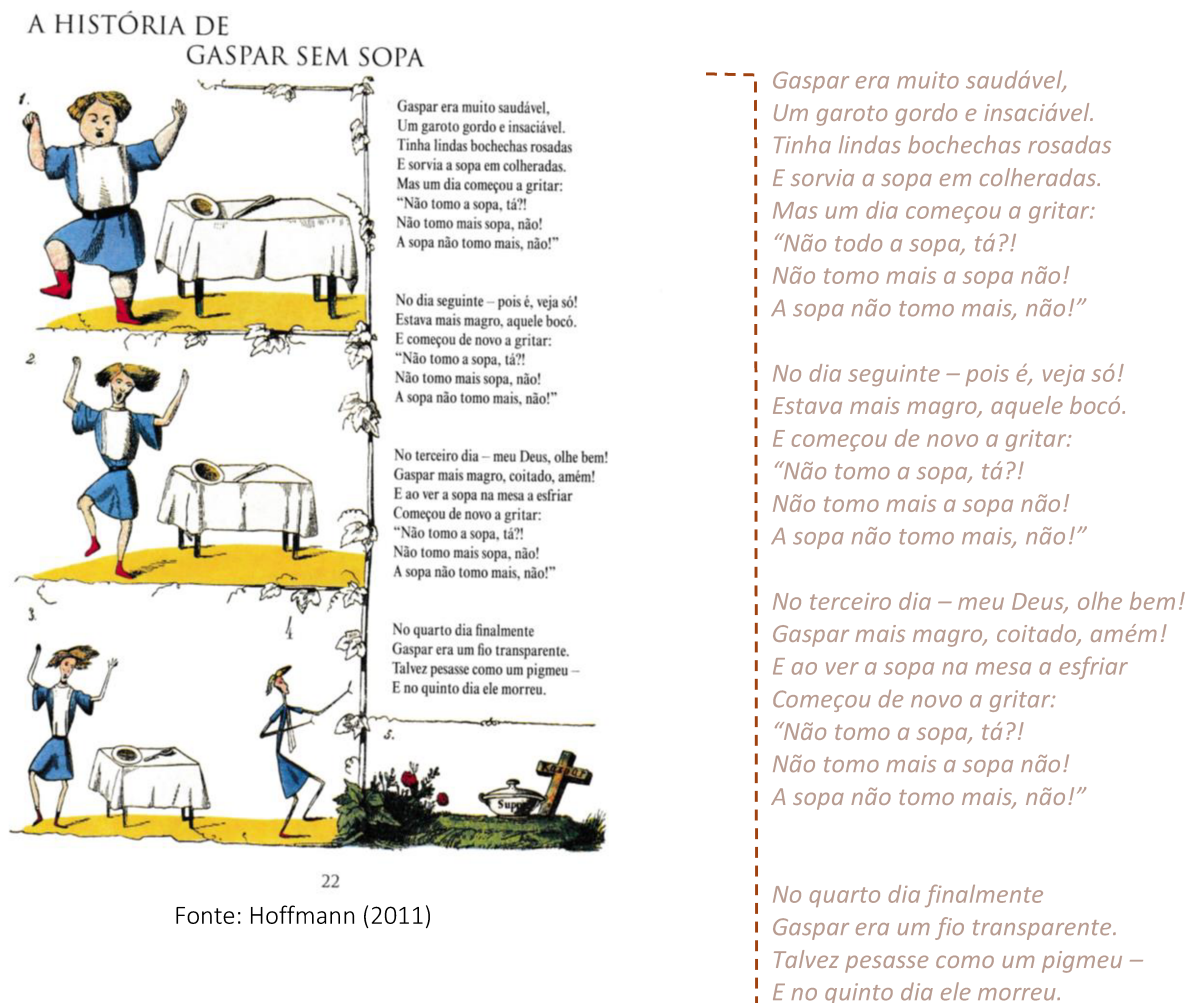 A HISTÓRIA DE
GASPAR SEM SOPA
1.
Gaspar era muito saudável,
Um garoto gordo e insaciável.
Tinha lindas bochechas rosadas
E sorvia a sopa em colheradas.
Mas um dia começou a gritar:
“Não tomo a sopa, tá?!
Não tomo mais sopa, não!
A sopa não tomo mais, não!”
2.
No dia seguinte – pois é, veja só!
Estava mais magro, aquele bocó.
E começou de novo a gritar:
“Não tomo a sopa, tá?!
Não tomo mais sopa, não!
A sopa não tomo mais, não!”
No terceiro dia – meu Deus, olhe bem!
Gaspar mais magro, coitado, amém!
E ao ver a sopa na mesa a esfriar
Começou de novo a gritar:
“Não tomo a sopa, tá?!
Não tomo mais sopa, não!
A sopa não tomo mais, não!”
3.
4
No quarto dia finalmente
Gaspar era um fio transparente.
Talvez pesasse como um pigmeu –
E no quinto dia ele morreu.
5.
22
Fonte: Hoffmann (2011)
Gaspar era muito saudável,
Um garoto gordo e insaciável.
Tinha lindas bochechas rosadas
E sorvia a sopa em colheradas.
Mas um dia começou a gritar:
“Não todo a sopa, tá?!
Não tomo mais a sopa não!
A sopa não tomo mais, não!”
No dia seguinte – pois é, veja só!
Estava mais magro, aquele bocó.
E começou de novo a gritar:
“Não tomo a sopa, tá?!
Não tomo mais a sopa não!
A sopa não tomo mais, não!”
No terceiro dia – meu Deus, olhe bem!
Gaspar mais magro, coitado, amém!
E ao ver a sopa na mesa a esfriar
Começou de novo a gritar:
“Não tomo a sopa, tá?!
Não tomo mais a sopa não!
A sopa não tomo mais, não!”
No quarto dia finalmente
Gaspar era um fio transparente.
Talvez pesasse como um pigmeu –
E no quinto dia ele morreu.